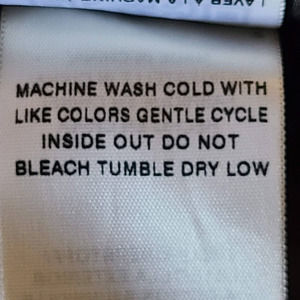 MACHINE WASH COLD WITH
LIKE COLORS GENTLE CYCLE
INSIDE OUT DO NOT
BLEACH TUMBLE DRY LOW